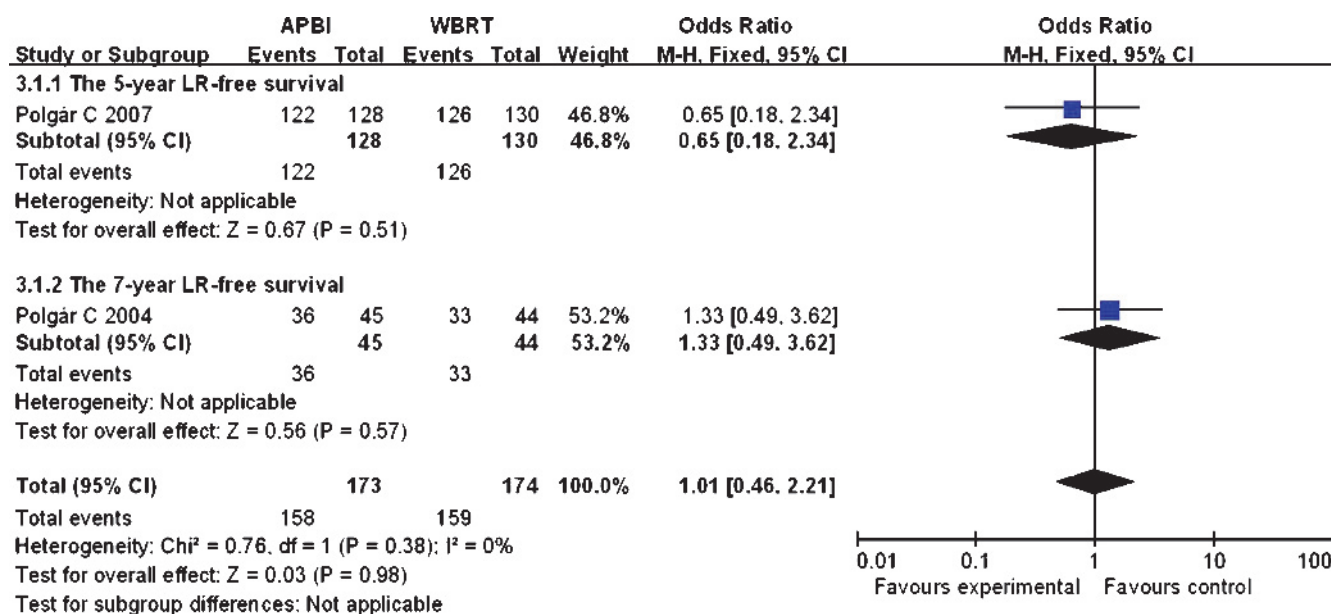 APBI WBRT Odds Ratio Odds Ratio
Study or Subgroup Events Total Events Total Weight M-H, Fixed, 95% CI M-H, Fixed, 95% CI
3.1.1 The 5-year LR-free survival
Polgár C 2007 122 128 126 130 46.8% 0.65 [0.18, 2.34]
Subtotal (95% CI) 128 130 46.8% 0.65 [0.18, 2.34]
Total events 122 126
Heterogeneity: Not applicable
Test for overall effect: Z = 0.67 (P = 0.51)
3.1.2 The 7-year LR-free survival
Polgár C 2004 36 45 33 44 53.2% 1.33 [0.49, 3.62]
Subtotal (95% CI) 45 44 53.2% 1.33 [0.49, 3.62]
Total events 36 33
Heterogeneity: Not applicable
Test for overall effect: Z = 0.56 (P = 0.57)
Total (95% CI) 173 174 100.0% 1.01 [0.46, 2.21]
Total events 158 159
Heterogeneity: Chi² = 0.76, df = 1 (P = 0.38); I² = 0%
Test for overall effect: Z = 0.03 (P = 0.98)
Test for subgroup differences: Not applicable
0.01 0.1 1 10 100
Favours experimental Favours control